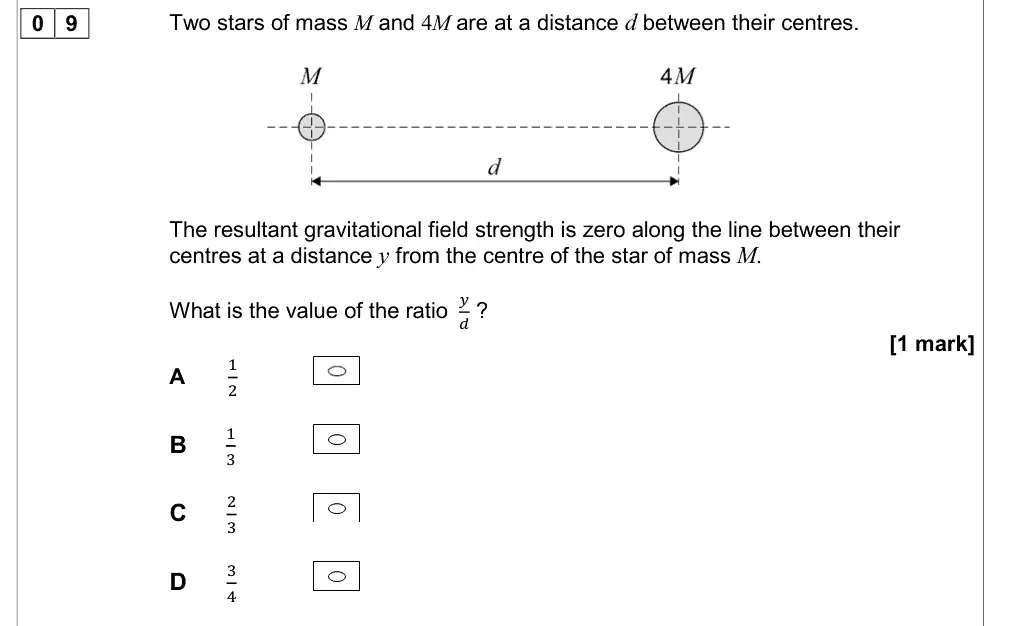 0 9
Two stars of mass M and 4M are at a distance d between their centres.
M
4M
d
The resultant gravitational field strength is zero along the line between their
centres at a distance y from the centre of the star of mass M.
What is the value of the ratio y/d ?
[1 mark]
A 1/2
B 1/3
C 2/3
D 3/4